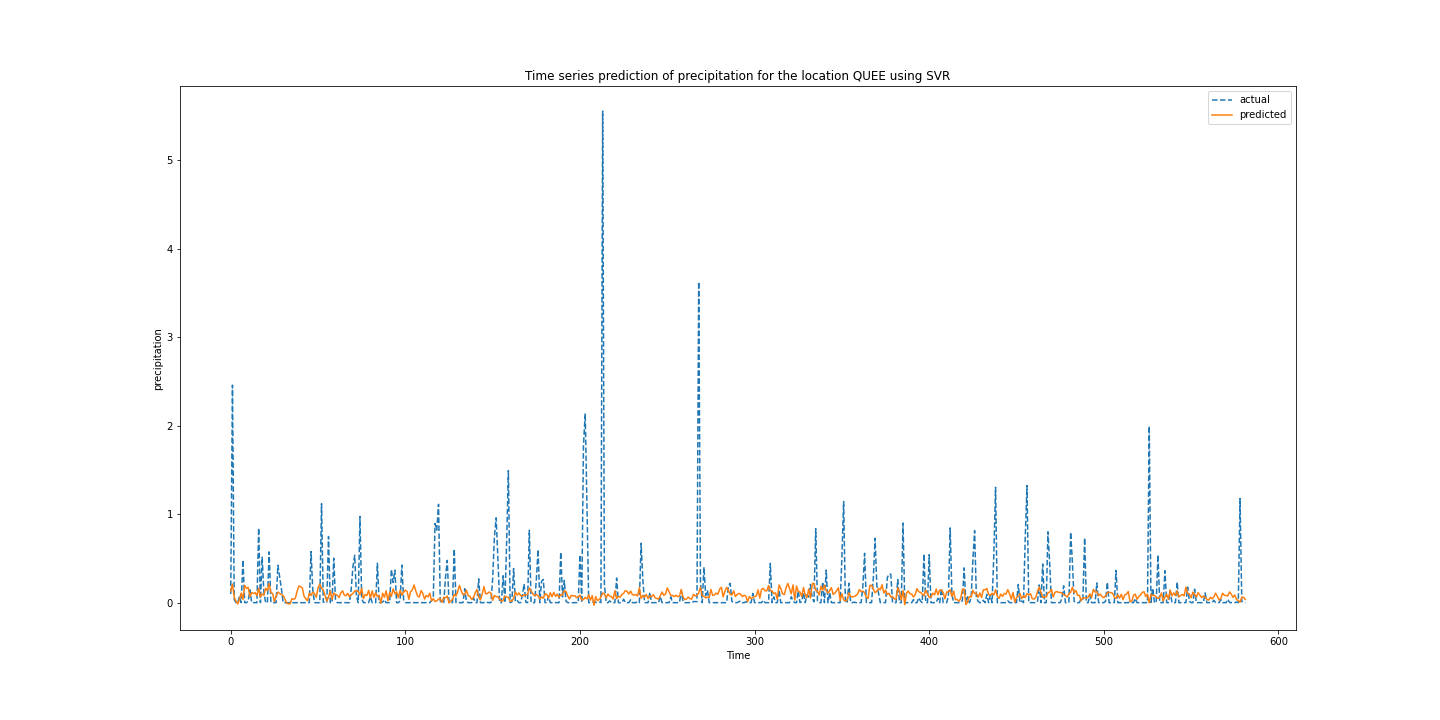 Time series prediction of precipitation for the location QUEE using SVR
actual
predicted
5
4
3
2
1
0
precipitation
0 100 200 300 400 500 600
Time